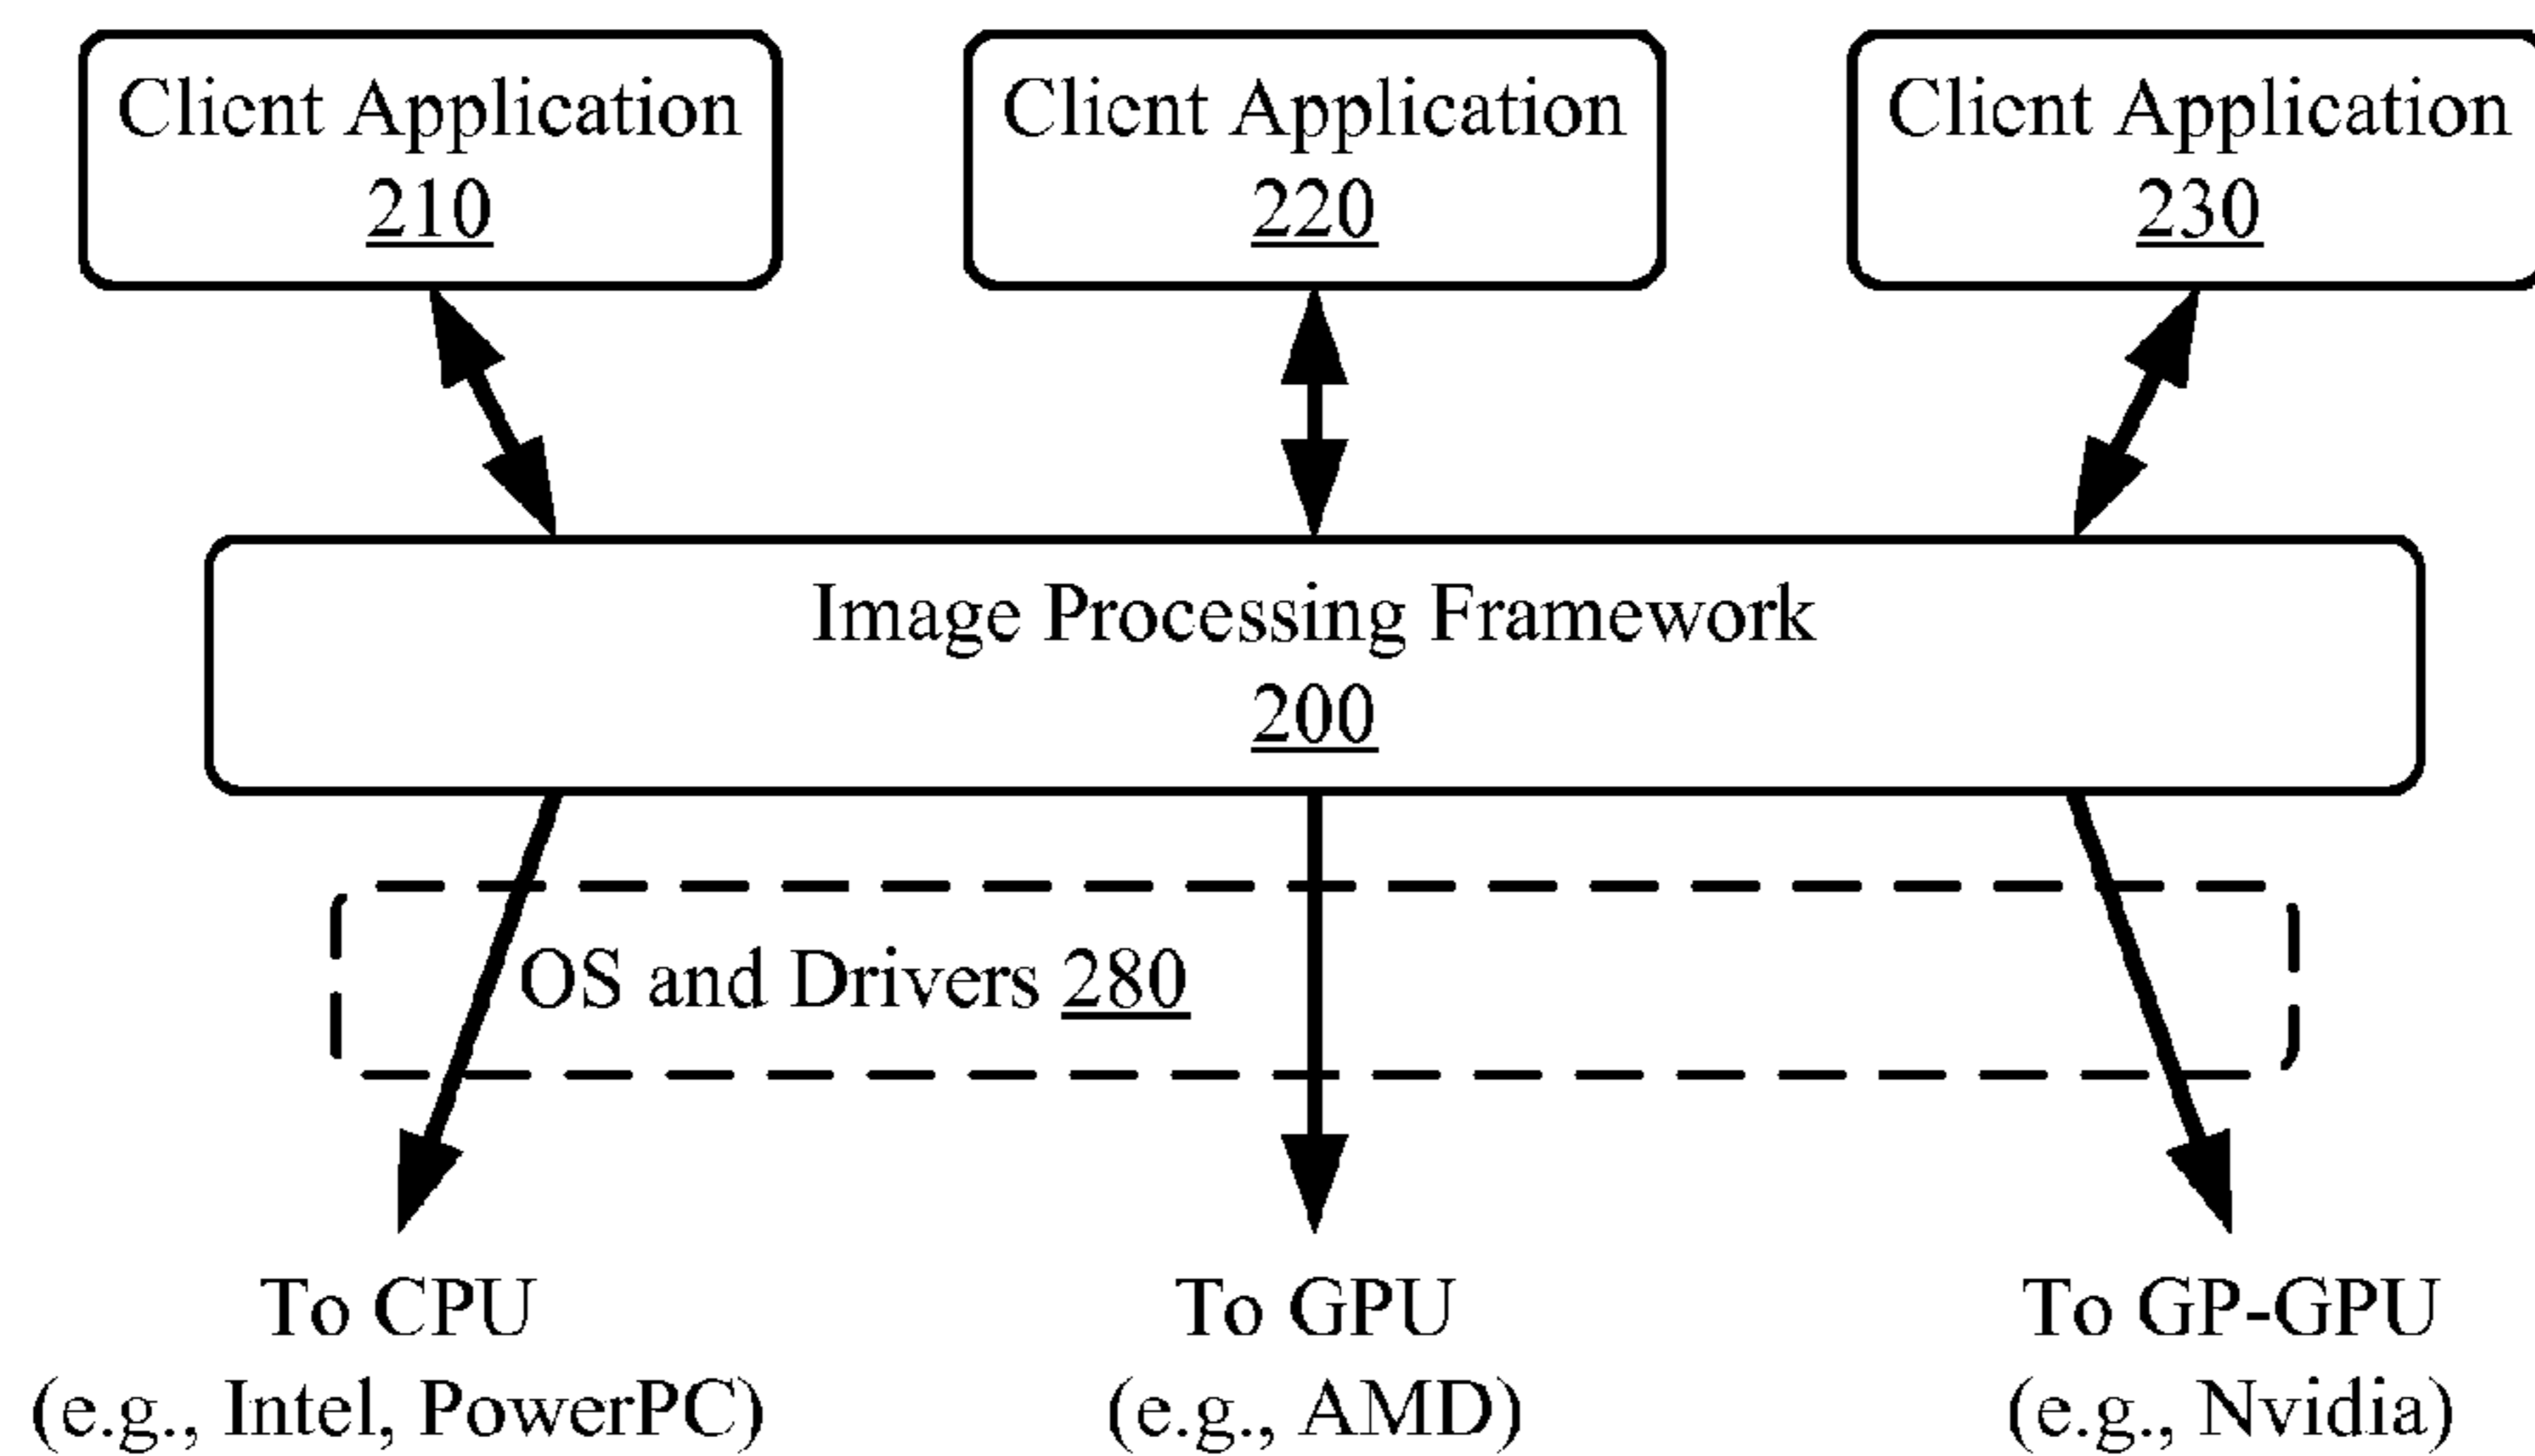 Client Application
210
Client Application
220
Client Application
230
Image Processing Framework
200
OS and Drivers 280
To CPU
(e.g., Intel, PowerPC)
To GPU
(e.g., AMD)
To GP-GPU
(e.g., Nvidia)